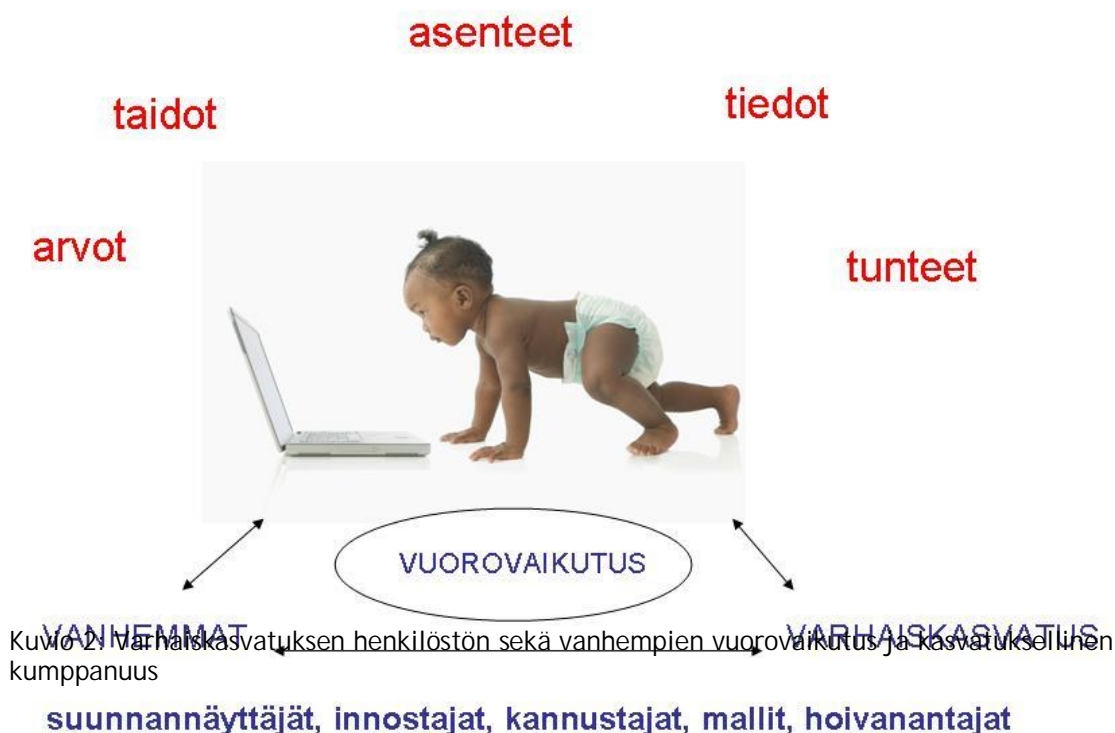 asenteet
taidot
tiedot
arvot
tunteet
VUOROVAIKUTUS
VANHEMMAT
VARHAISKASVATUS
Kuvio 2: Varhaiskasvatuksen henkilöstön sekä vanhempien vuorovaikutus ja kasvatuksellinen
kumppanuus
suunnannäyttäjät, innostajat, kannustajat, mallit, hoivanantajat